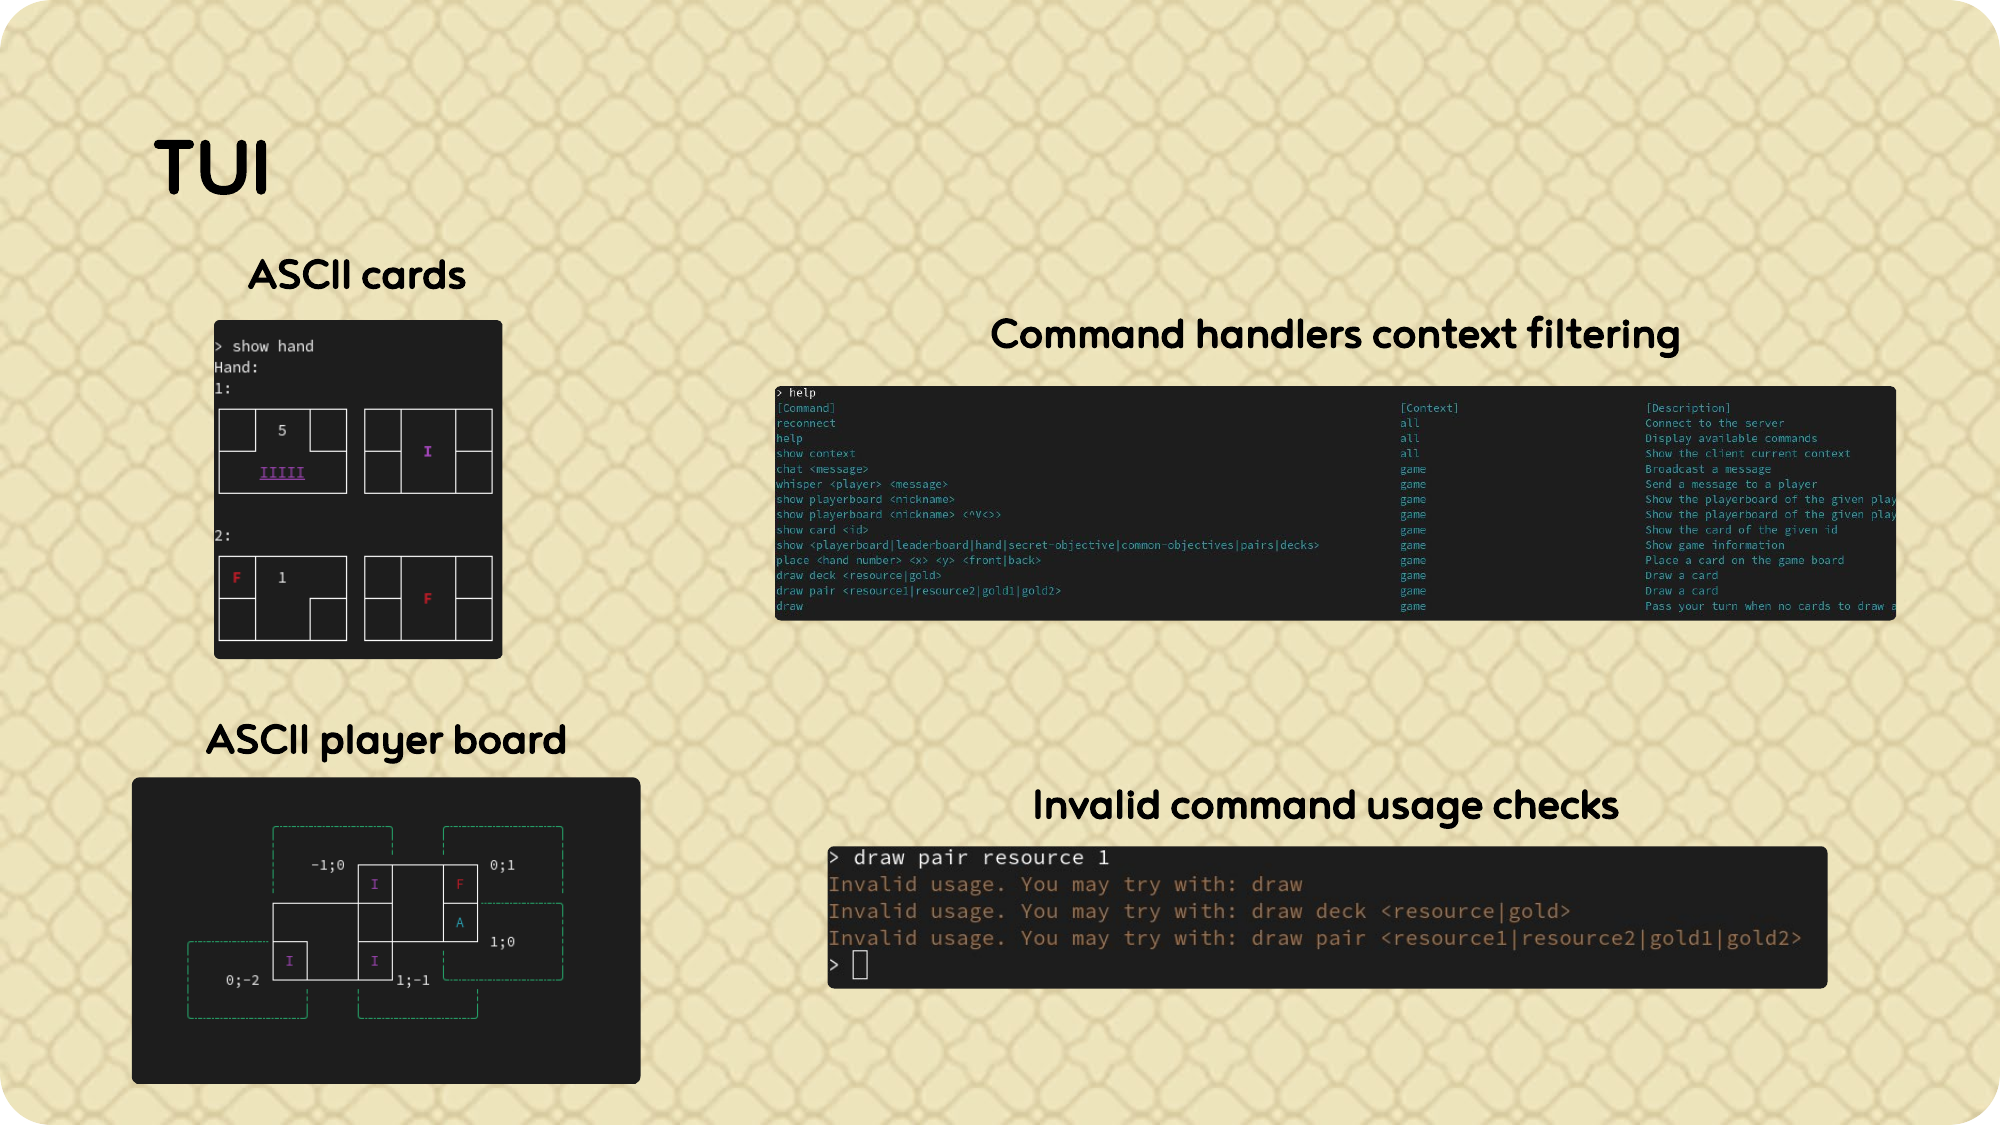 TUI
ASCII cards
> show hand
Hand:
1:
5
IIIII
I
2:
F 1
F
ASCII player board
-1;0
I
F
0;1
A
1;0
I
I
0;-2
1;-1
Command handlers context filtering
> help
[Command] [Context] [Description]
reconnect all Connect to the server
help all Display available commands
show context all Show the client current context
chat <message> game Broadcast a message
whisper <player> <message> game Send a message to a player
show playerboard <nickname> game Show the playerboard of the given play
show playerboard <nickname> <^V<>> game Show the playerboard of the given play
show card <id> game Show the card of the given id
show <playerboard|leaderboard|hand|secret-objective|common-objectives|pairs|decks> game Show game information
place <hand number> <x> <y> <front|back> game Place a card on the game board
draw deck <resource|gold> game Draw a card
draw pair <resource1|resource2|gold1|gold2> game Draw a card
draw game Pass your turn when no cards to draw a
Invalid command usage checks
> draw pair resource 1
Invalid usage. You may try with: draw
Invalid usage. You may try with: draw deck <resource|gold>
Invalid usage. You may try with: draw pair <resource1|resource2|gold1|gold2>
>